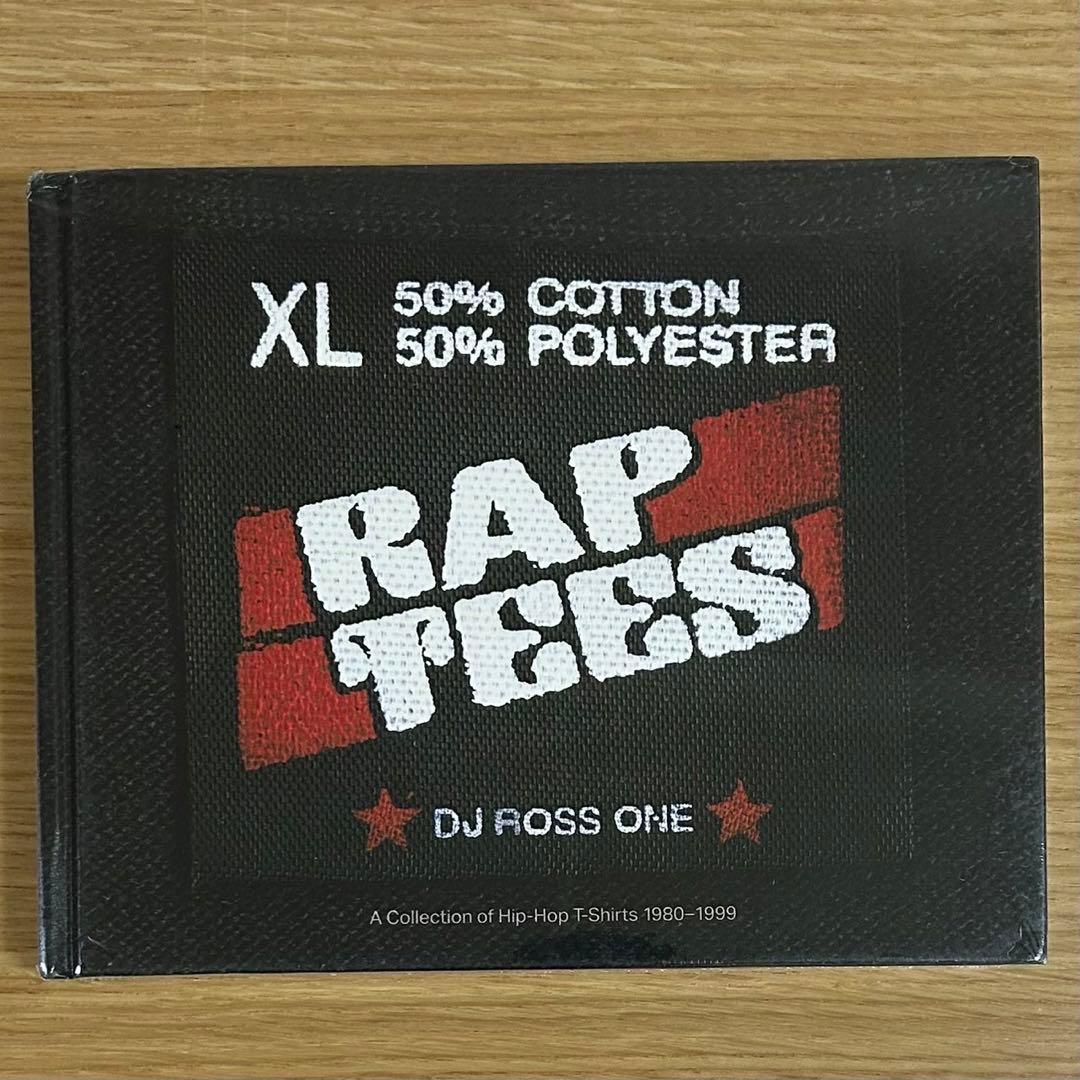 XL 50% COTTON
50% POLYESTER
RAP
TEES
DJ ROSS ONE
A Collection of Hip-Hop T-Shirts 1980–1999